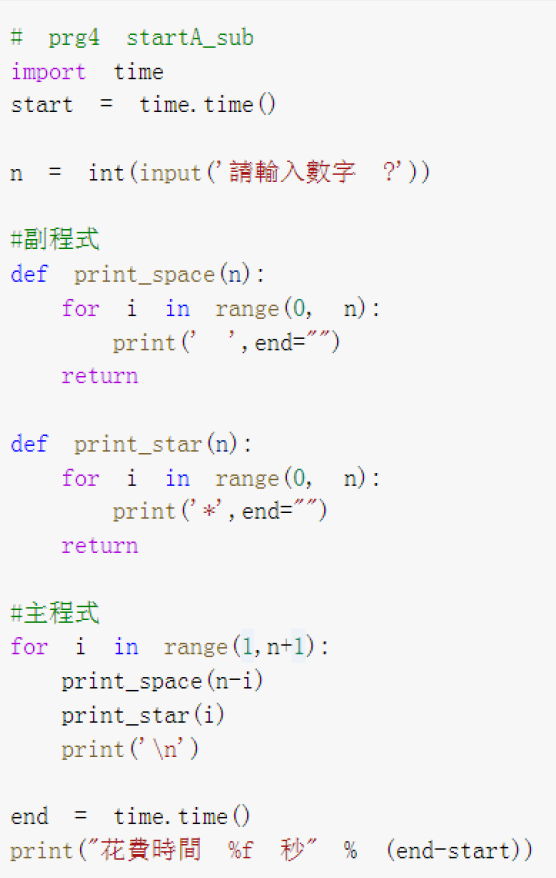 # prg4 startA_sub
import time
start = time.time()
n = int(input('請輸入數字 ?'))
#副程式
def print_space(n):
    for i in range(0, n):
        print(' ',end="")
    return
def print_star(n):
    for i in range(0, n):
        print('*',end="")
    return
#主程式
for i in range(1,n+1):
    print_space(n-i)
    print_star(i)
    print('\n')
end = time.time()
print("花費時間 %f 秒" % (end-start))